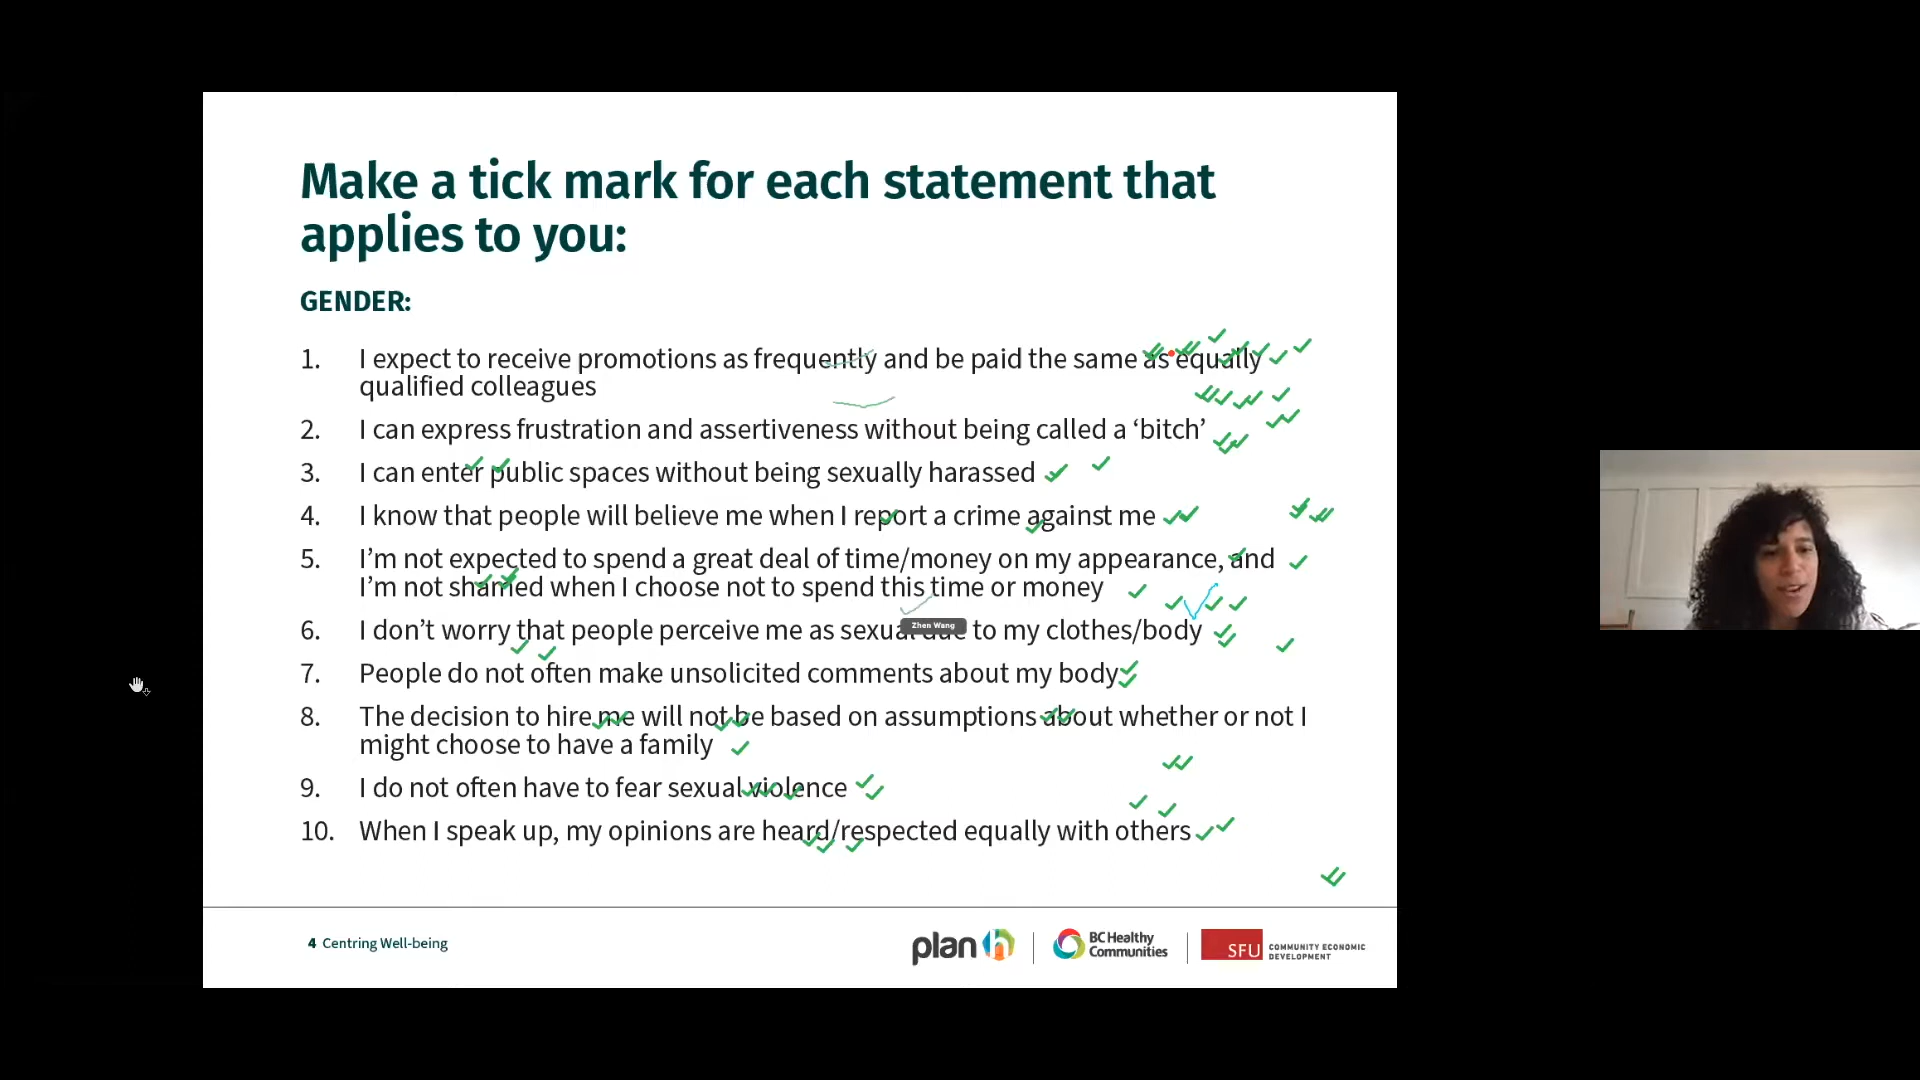 Make a tick mark for each statement that
applies to you:
GENDER:
1. I expect to receive promotions as frequently and be paid the same as equally
qualified colleagues
2. I can express frustration and assertiveness without being called a ‘bitch’
3. I can enter public spaces without being sexually harassed
4. I know that people will believe me when I report a crime against me
5. I’m not expected to spend a great deal of time/money on my appearance, and
I’m not shamed when I choose not to spend this time or money
Zhen Wang
6. I don’t worry that people perceive me as sexual due to my clothes/body
7. People do not often make unsolicited comments about my body
8. The decision to hire me will not be based on assumptions about whether or not I
might choose to have a family
9. I do not often have to fear sexual violence
10. When I speak up, my opinions are heard/respected equally with others
4 Centring Well-being
plan h
BC Healthy
Communities
SFU
COMMUNITY ECONOMIC
DEVELOPMENT